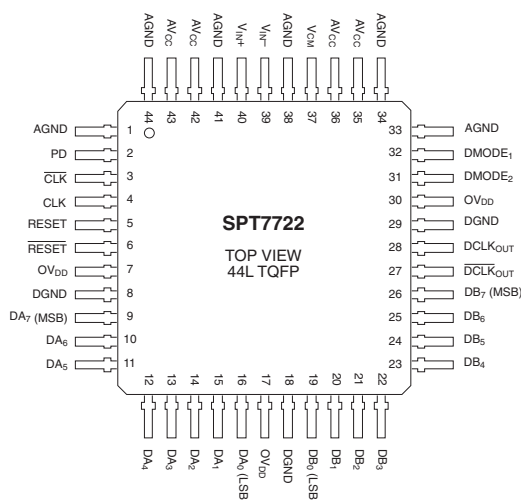 AGND
AVCC
AVCC
AGND
VIN+
VIN–
AGND
VCM
AVCC
AVCC
AGND
44
43
42
41
40
39
38
37
36
35
34
AGND 1
PD 2
C̅L̅K̅ 3
CLK 4
RESET 5
R̅E̅S̅E̅T̅ 6
OVDD 7
DGND 8
DA7 (MSB) 9
DA6 10
DA5 11
SPT7722
TOP VIEW
44L TQFP
33 AGND
32 DMODE1
31 DMODE2
30 OVDD
29 DGND
28 DCLKOUT
27 D̅C̅L̅K̅OUT
26 DB7 (MSB)
25 DB6
24 DB5
23 DB4
12
13
14
15
16
17
18
19
20
21
22
DA4
DA3
DA2
DA1
DA0 (LSB
OVDD
DGND
DB0 (LSB
DB1
DB2
DB3